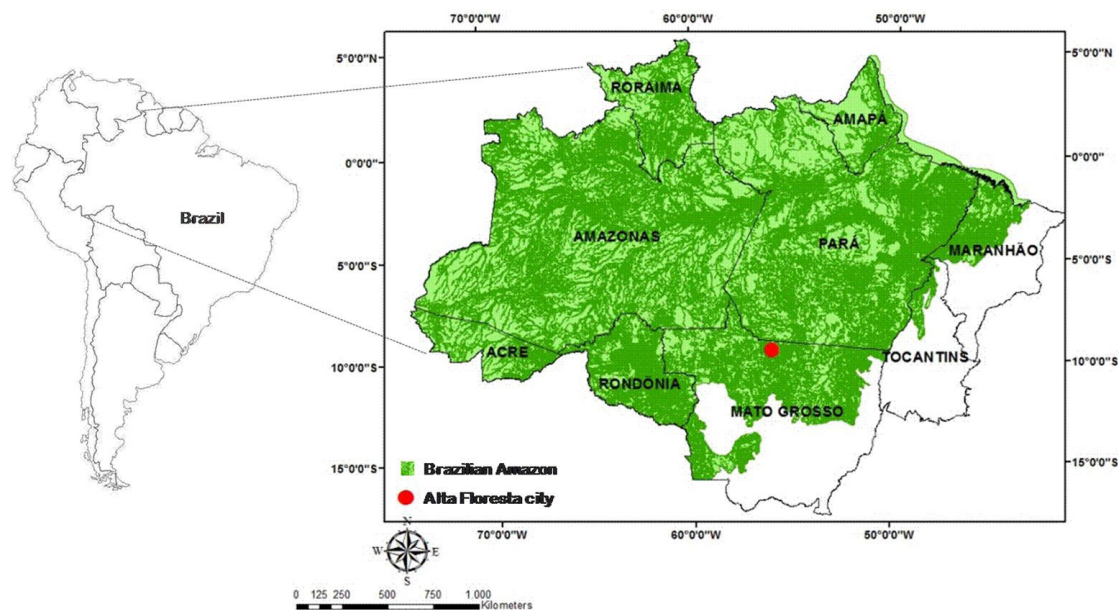 70°0'0"W 60°0'0"W 50°0'0"W
5°0'0"N 5°0'0"N
RORAIMA
AMAPÁ
0°0'0" 0°0'0"
Brazil
AMAZONAS
PARÁ
MARANHÃO
5°0'0"S 5°0'0"S
ACRE
TOCANTINS
10°0'0"S 10°0'0"S
RONDÔNIA
MATO GROSSO
15°0'0"S 15°0'0"S
Brazilian Amazon
Alta Floresta city
70°0'0"W 60°0'0"W 50°0'0"W
N
W E
S
0 125 250 500 750 1.000
Kilometers